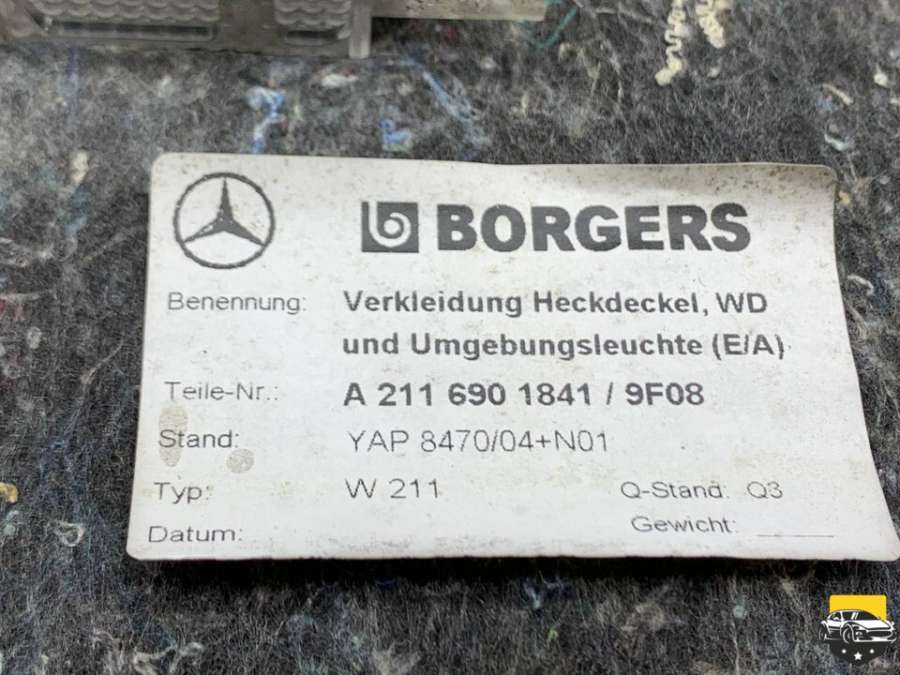 BORGERS
Benennung: Verkleidung Heckdeckel, WD
und Umgebungsleuchte (E/A)
Teile-Nr.: A 211 690 1841 / 9F08
Stand: YAP 8470/04+N01
Typ: W 211 Q-Stand: Q3
Gewicht:
Datum: